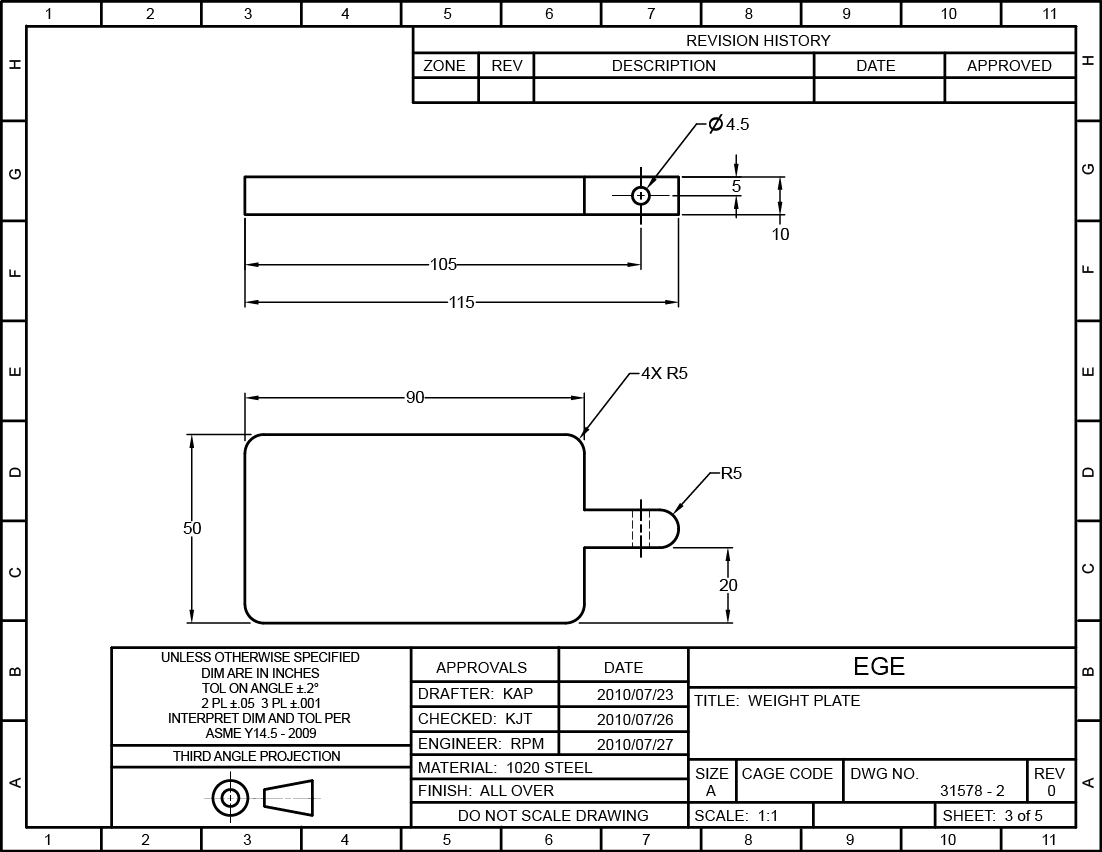 1 2 3 4 5 6 7 8 9 10 11
H
G
F
E
D
C
B
A
H
G
F
E
D
C
B
A
REVISION HISTORY
ZONE REV DESCRIPTION DATE APPROVED
Ø 4.5
5
10
105
115
4X R5
90
R5
50
20
UNLESS OTHERWISE SPECIFIED
DIM ARE IN INCHES
TOL ON ANGLE ±.2°
2 PL ±.05 3 PL ±.001
INTERPRET DIM AND TOL PER
ASME Y14.5 - 2009
THIRD ANGLE PROJECTION
APPROVALS DATE
DRAFTER: KAP 2010/07/23
CHECKED: KJT 2010/07/26
ENGINEER: RPM 2010/07/27
MATERIAL: 1020 STEEL
FINISH: ALL OVER
DO NOT SCALE DRAWING
EGE
TITLE: WEIGHT PLATE
SIZE
A
CAGE CODE
DWG NO.
31578 - 2
REV
0
SCALE: 1:1
SHEET: 3 of 5
1 2 3 4 5 6 7 8 9 10 11